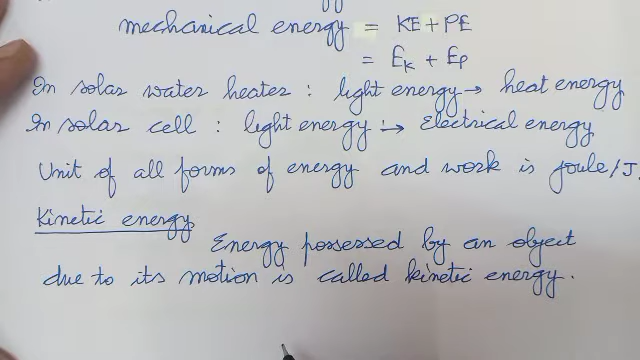 mechanical energy = KE + PE
= Ek + Ep
In solar water heater : light energy → heat energy
In solar cell : light energy :→ Electrical energy
Unit of all forms of energy and work is joule/J.
Kinetic energy
Energy possessed by an object
due to its motion is called kinetic energy.